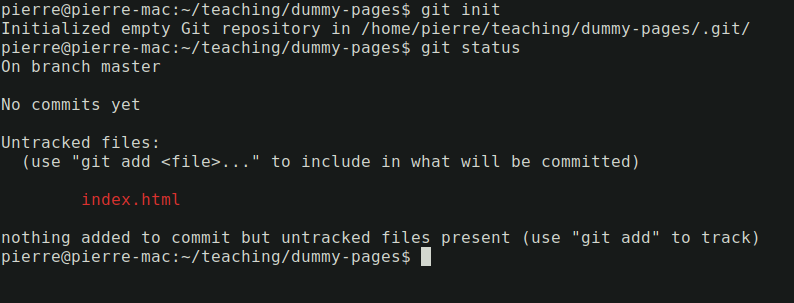 pierre@pierre-mac:~/teaching/dummy-pages$ git init
Initialized empty Git repository in /home/pierre/teaching/dummy-pages/.git/
pierre@pierre-mac:~/teaching/dummy-pages$ git status
On branch master
No commits yet
Untracked files:
  (use "git add <file>..." to include in what will be committed)
        index.html
nothing added to commit but untracked files present (use "git add" to track)
pierre@pierre-mac:~/teaching/dummy-pages$